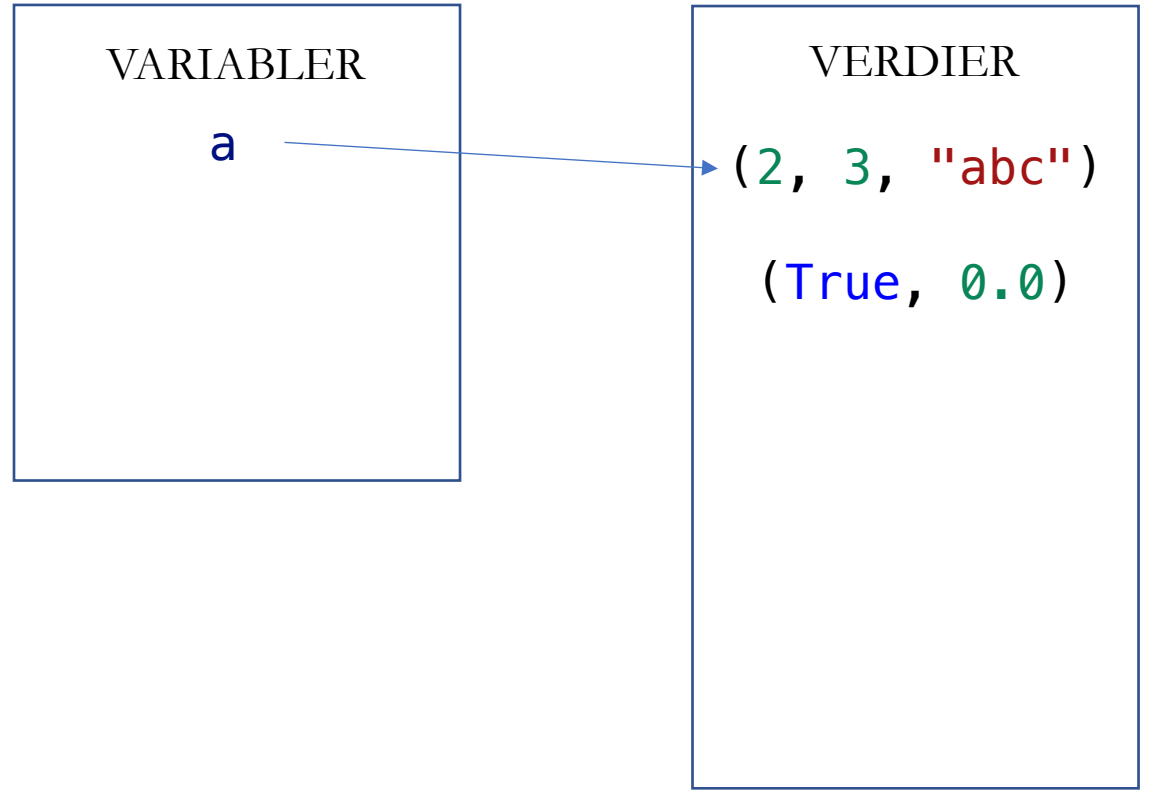 VARIABLER
a
VERDIER
(2, 3, "abc")
(True, 0.0)